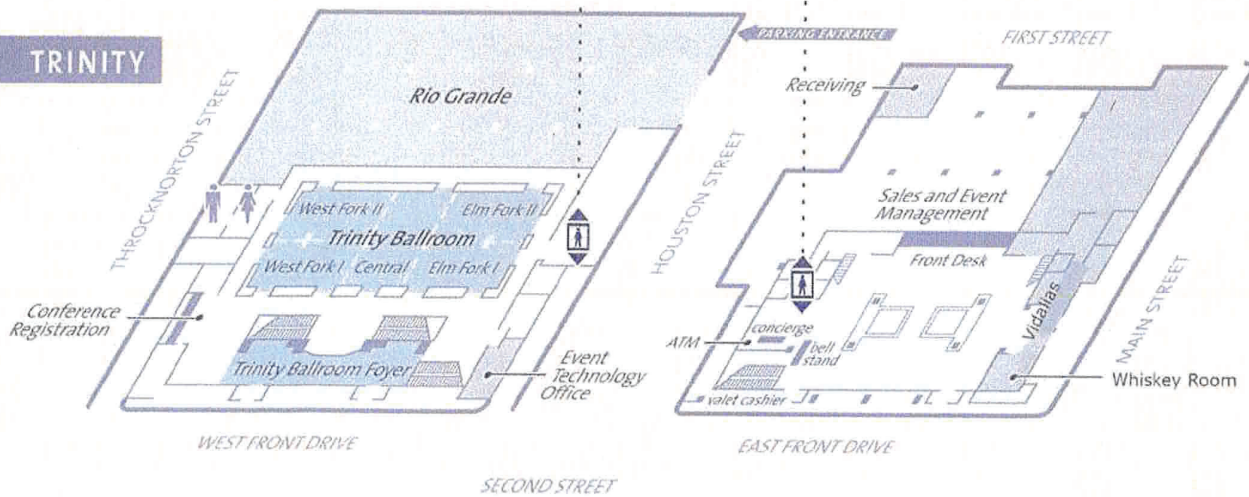 TRINITY
PARKING ENTRANCE
FIRST STREET
Receiving
Rio Grande
THROCKNORTON STREET
HOUSTON STREET
Sales and Event
Management
West Fork II
Elm Fork II
Trinity Ballroom
West Fork I
Central
Elm Fork I
Front Desk
Vidalias
MAIN STREET
Conference
Registration
ATM
concierge
bell
stand
Trinity Ballroom Foyer
Event
Technology
Office
valet cashier
Whiskey Room
WEST FRONT DRIVE
EAST FRONT DRIVE
SECOND STREET